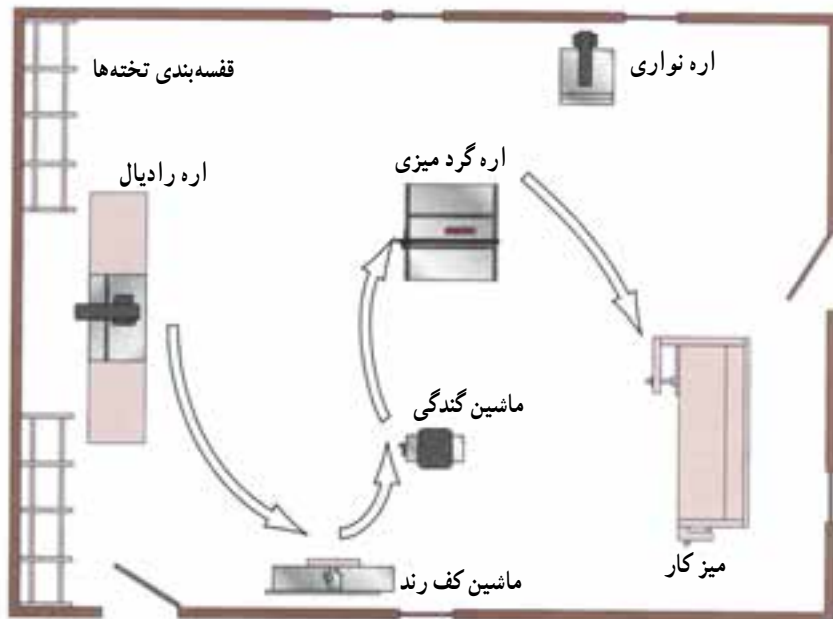 اره نواری
قفسه‌بندی تخته‌ها
اره گرد میزی
اره رادیال
ماشین گندگی
میز کار
ماشین کف رند